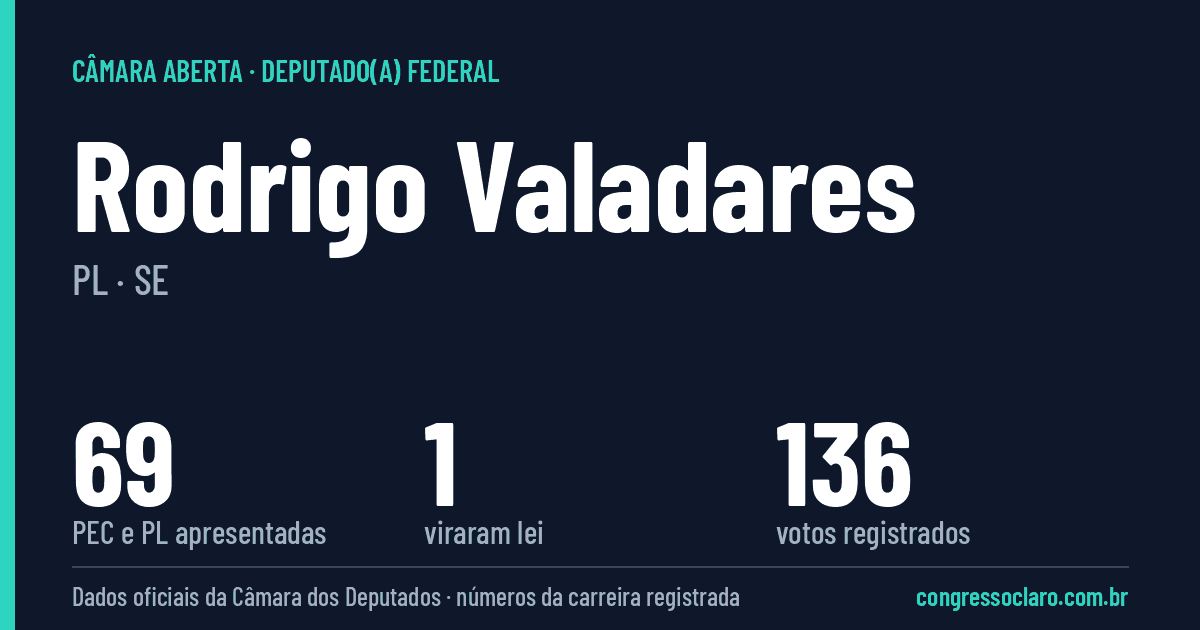 CÂMARA ABERTA · DEPUTADO(A) FEDERAL
Rodrigo Valadares
PL · SE
69 1 136
PEC e PL apresentadas viraram lei votos registrados
Dados oficiais da Câmara dos Deputados · números da carreira registrada congressoclaro.com.br